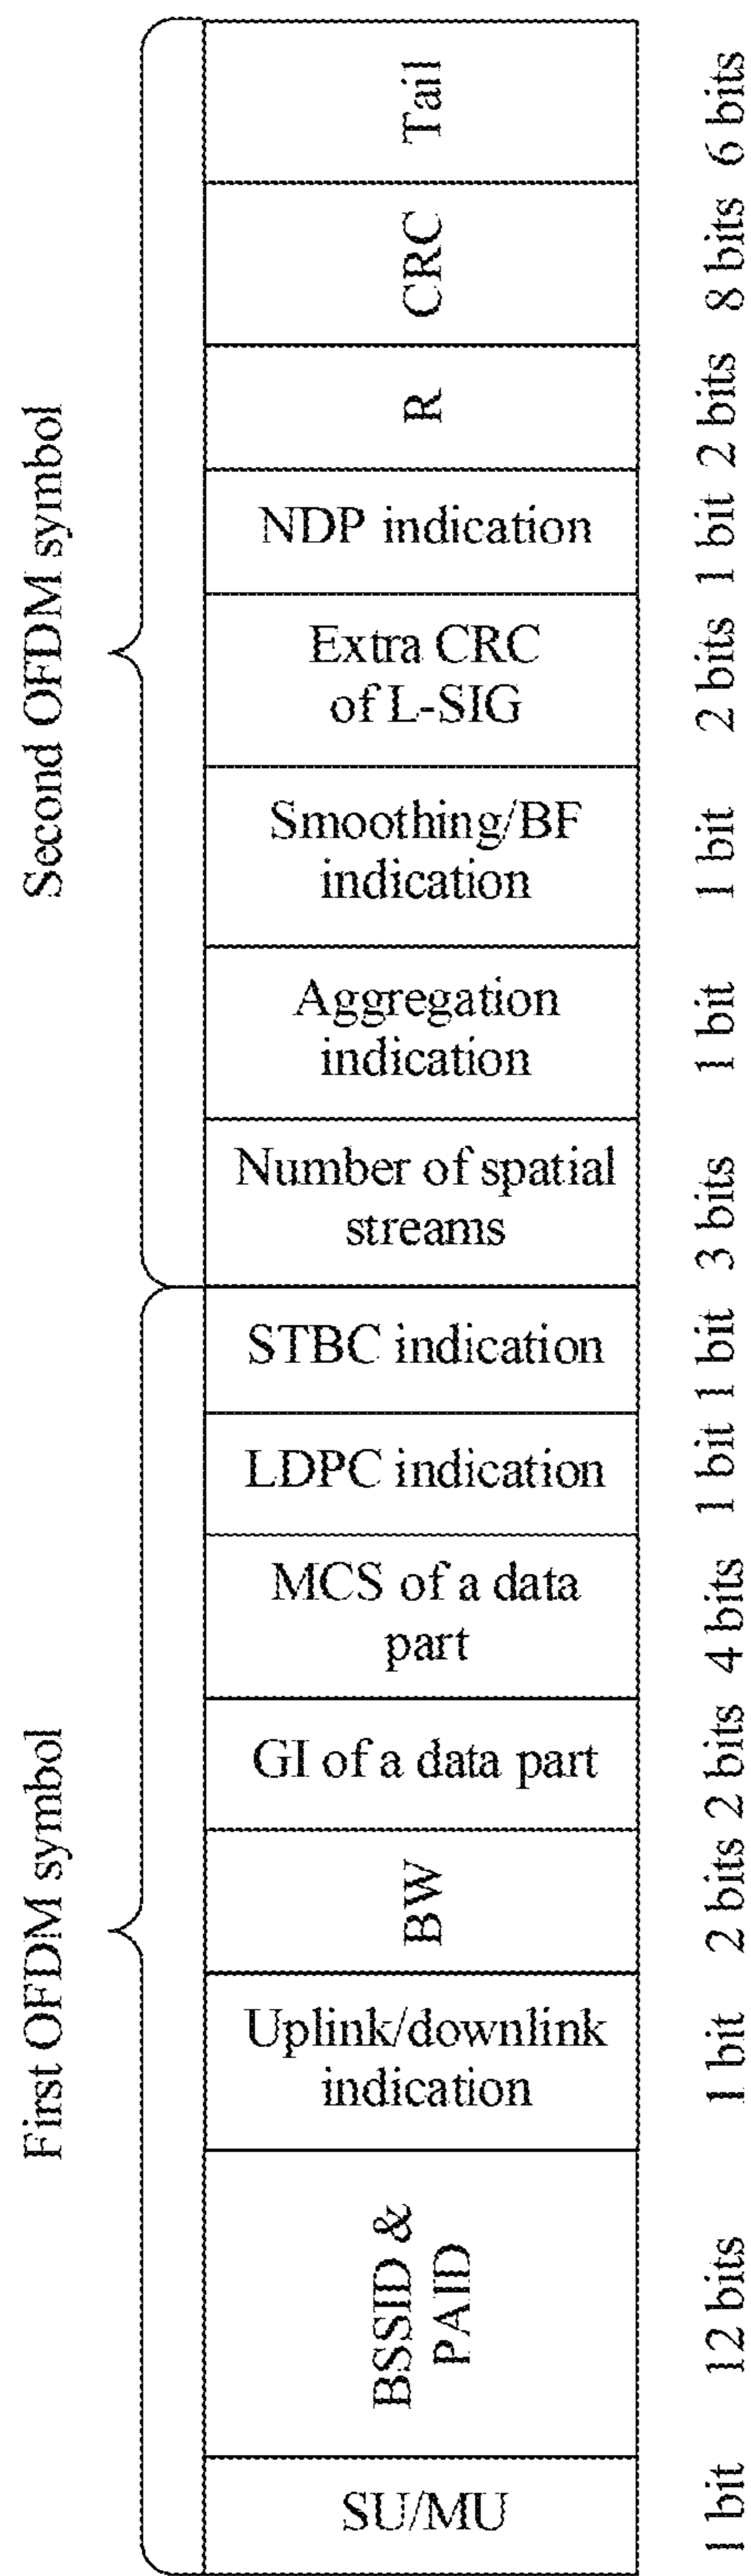 Second OFDM symbol
First OFDM symbol
Tail
6 bits
CRC
8 bits
R
2 bits
NDP indication
1 bit
Extra CRC
of L-SIG
2 bits
Smoothing/BF
indication
1 bit
Aggregation
indication
1 bit
Number of spatial
streams
3 bits
STBC indication
1 bit
LDPC indication
1 bit
MCS of a data
part
4 bits
GI of a data part
2 bits
BW
2 bits
Uplink/downlink
indication
1 bit
BSSID &
PAID
12 bits
SU/MU
1 bit